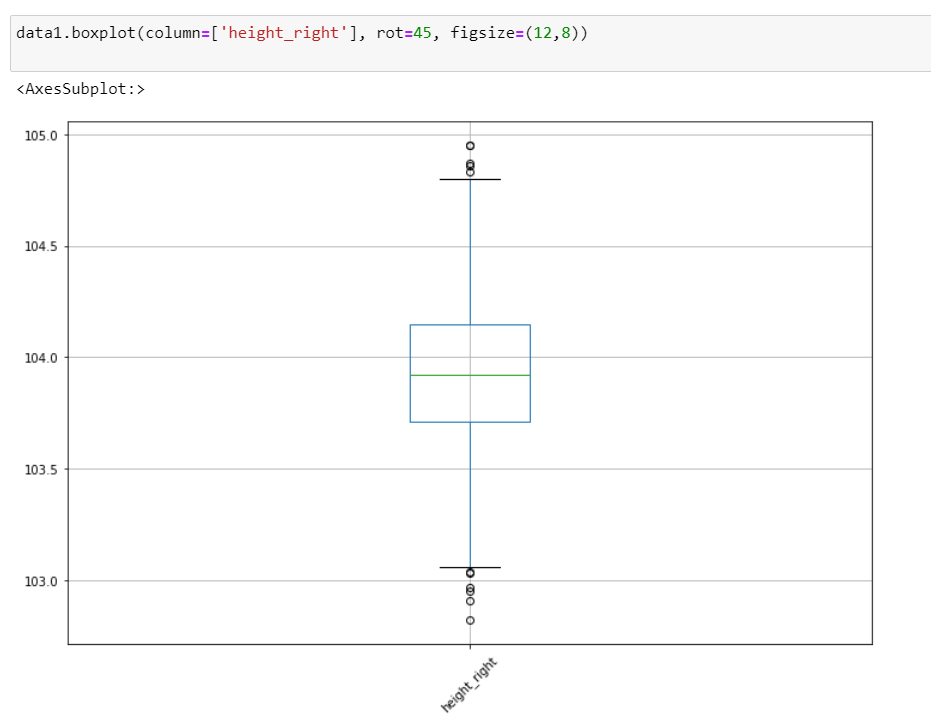 data1.boxplot(column=['height_right'], rot=45, figsize=(12,8))
<AxesSubplot:>
105.0
104.5
104.0
103.5
103.0
height_right